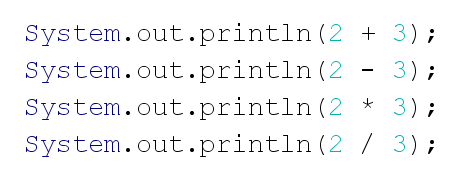 System.out.println(2 + 3);
System.out.println(2 - 3);
System.out.println(2 * 3);
System.out.println(2 / 3);